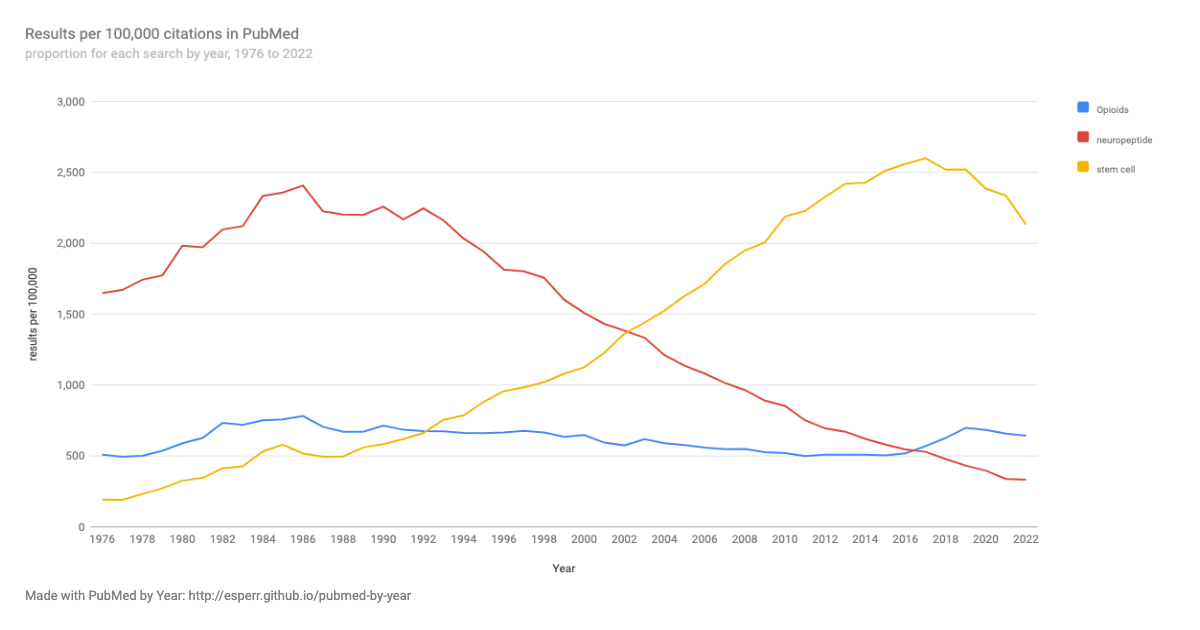 Results per 100,000 citations in PubMed
proportion for each search by year, 1976 to 2022
3,000
2,500
2,000
1,500
1,000
500
0
results per 100,000
1976 1978 1980 1982 1984 1986 1988 1990 1992 1994 1996 1998 2000 2002 2004 2006 2008 2010 2012 2014 2016 2018 2020 2022
Year
Opioids
neuropeptide
stem cell
Made with PubMed by Year: http://esperr.github.io/pubmed-by-year